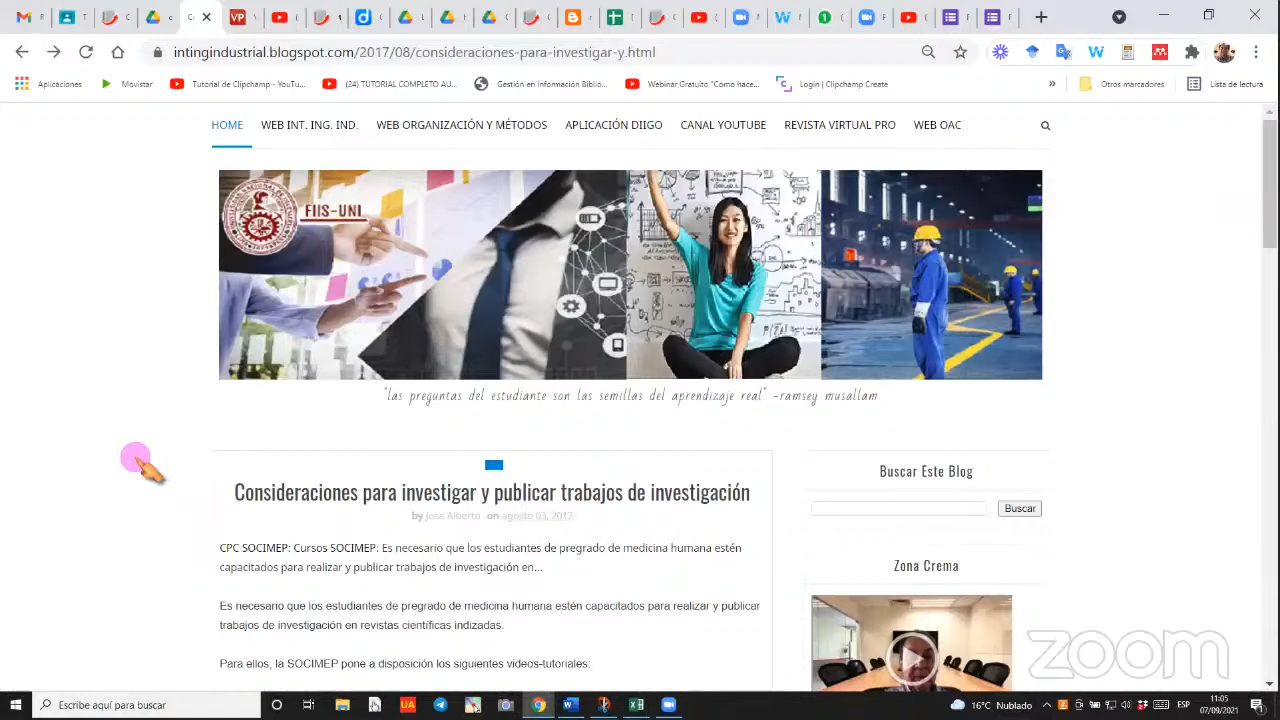 C
VP
intingindustrial.blogspot.com/2017/08/consideraciones-para-investigar-y.html
Aplicaciones
Movistar
Tutorial de Clipchamp - YouTu...
(24) TUTORIAL COMPLETO AU...
Gestión en Información Biblio...
Webinar Gratuito "Como hace...
Login | Clipchamp Create
»
Otros marcadores
Lista de lectura
HOME
WEB INT. ING. IND.
WEB ORGANIZACIÓN Y MÉTODOS
APLICACIÓN DIIGO
CANAL YOUTUBE
REVISTA VIRTUAL PRO
WEB OAC
FIIS-UNI
"las preguntas del estudiante son las semillas del aprendizaje real" -ramsey musallam
Consideraciones para investigar y publicar trabajos de investigación
by Jose Alberto on agosto 03, 2017
CPC SOCIMEP: Cursos SOCIMEP: Es necesario que los estudiantes de pregrado de medicina humana estén
capacitados para realizar y publicar trabajos de investigación en...
Es necesario que los estudiantes de pregrado de medicina humana estén capacitados para realizar y publicar
trabajos de investigación en revistas científicas indizadas.
Para ellos, la SOCIMEP pone a disposición los siguientes videos-tutoriales:
Buscar Este Blog
Buscar
Zona Crema
zoom
Escribe aquí para buscar
UA
16°C Nublado
ESP
11:05
07/09/2021